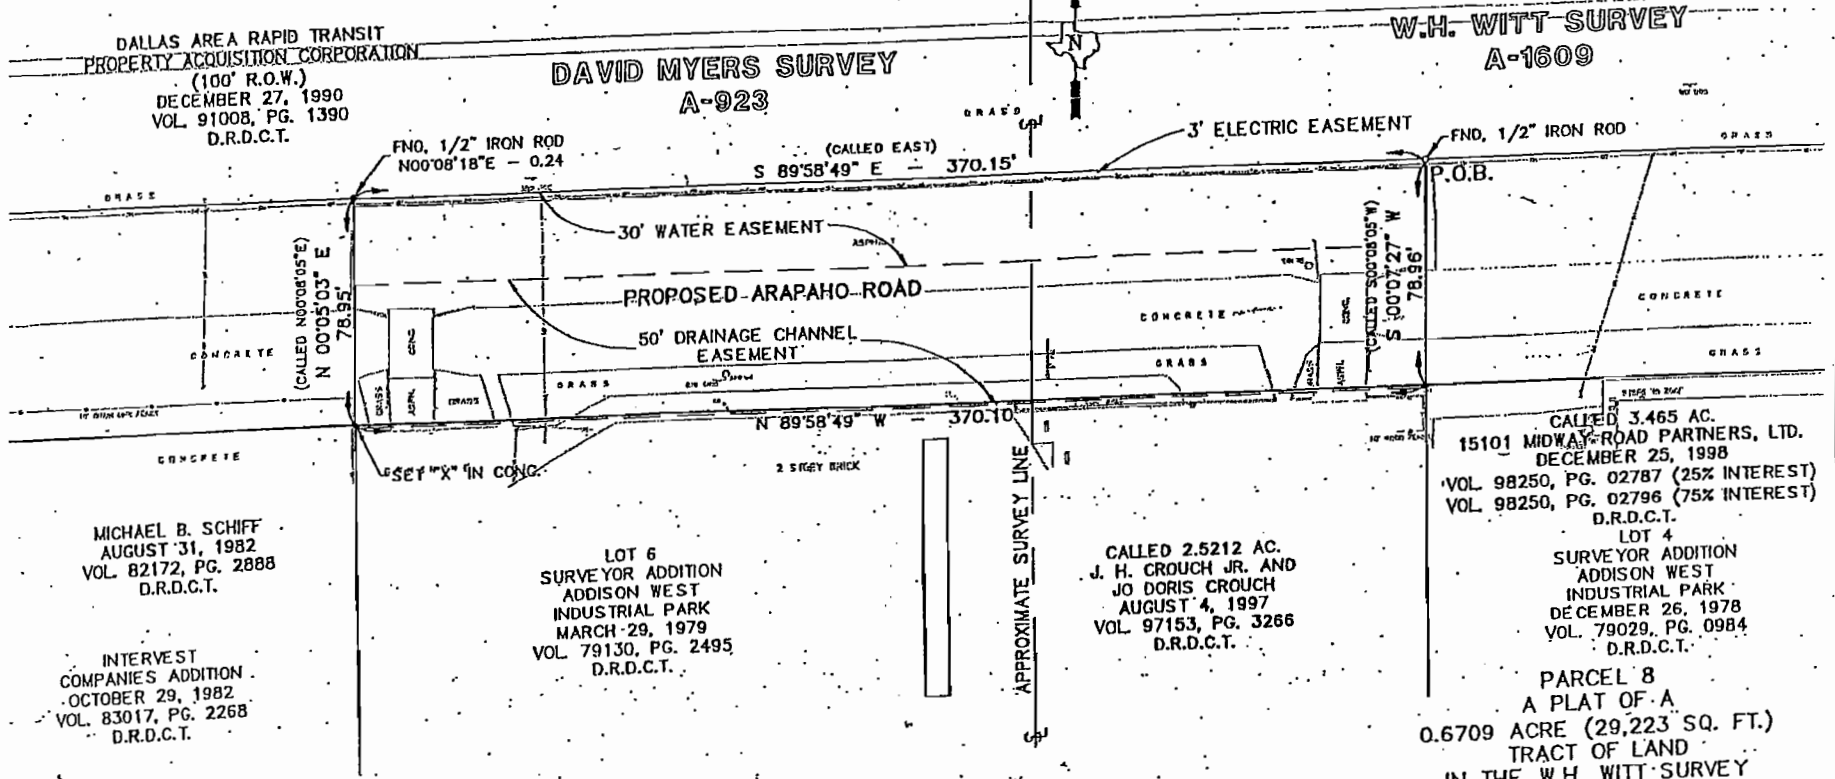 DALLAS AREA RAPID TRANSIT
PROPERTY ACQUISITION CORPORATION
(100' R.O.W.)
DECEMBER 27, 1990
VOL. 91008, PG. 1390
D.R.D.C.T.
DAVID MYERS SURVEY
A-923
N
W.H. WITT SURVEY
A-1609
GRASS
FND. 1/2" IRON ROD
N00°08'18"E - 0.24
(CALLED EAST)
S 89°58'49" E - 370.15'
3' ELECTRIC EASEMENT
FND. 1/2" IRON ROD
GRASS
P.O.B.
GRASS
30' WATER EASEMENT
(CALLED N00°08'05"E)
N 00°05'03" E
78.95'
PROPOSED ARAPAHO ROAD
(CALLED S00°08'05"W)
S 00°07'27" W
78.96'
CONCRETE
CONCRETE
CONC.
CONC.
50' DRAINAGE CHANNEL
EASEMENT
CONCRETE
GRASS
GRASS
GRASS
GRASS
ASPH.
GRASS
GRASS
ASPH.
N 89°58'49" W - 370.10'
CONCRETE
SET "X" IN CONC.
2 STORY BRICK
APPROXIMATE SURVEY LINE
CALLED 3.465 AC.
15101 MIDWAY ROAD PARTNERS, LTD.
DECEMBER 25, 1998
VOL. 98250, PG. 02787 (25% INTEREST)
VOL. 98250, PG. 02796 (75% INTEREST)
D.R.D.C.T.
LOT 4
SURVEYOR ADDITION
ADDISON WEST
INDUSTRIAL PARK
DECEMBER 26, 1978
VOL. 79029, PG. 0984
D.R.D.C.T.
MICHAEL B. SCHIFF
AUGUST 31, 1982
VOL. 82172, PG. 2888
D.R.D.C.T.
INTERVEST
COMPANIES ADDITION
OCTOBER 29, 1982
VOL. 83017, PG. 2268
D.R.D.C.T.
LOT 6
SURVEYOR ADDITION
ADDISON WEST
INDUSTRIAL PARK
MARCH 29, 1979
VOL. 79130, PG. 2495
D.R.D.C.T.
CALLED 2.5212 AC.
J. H. CROUCH JR. AND
JO DORIS CROUCH
AUGUST 4, 1997
VOL. 97153, PG. 3266
D.R.D.C.T.
PARCEL 8
A PLAT OF A
0.6709 ACRE (29,223 SQ. FT.)
TRACT OF LAND
IN THE W.H. WITT SURVEY